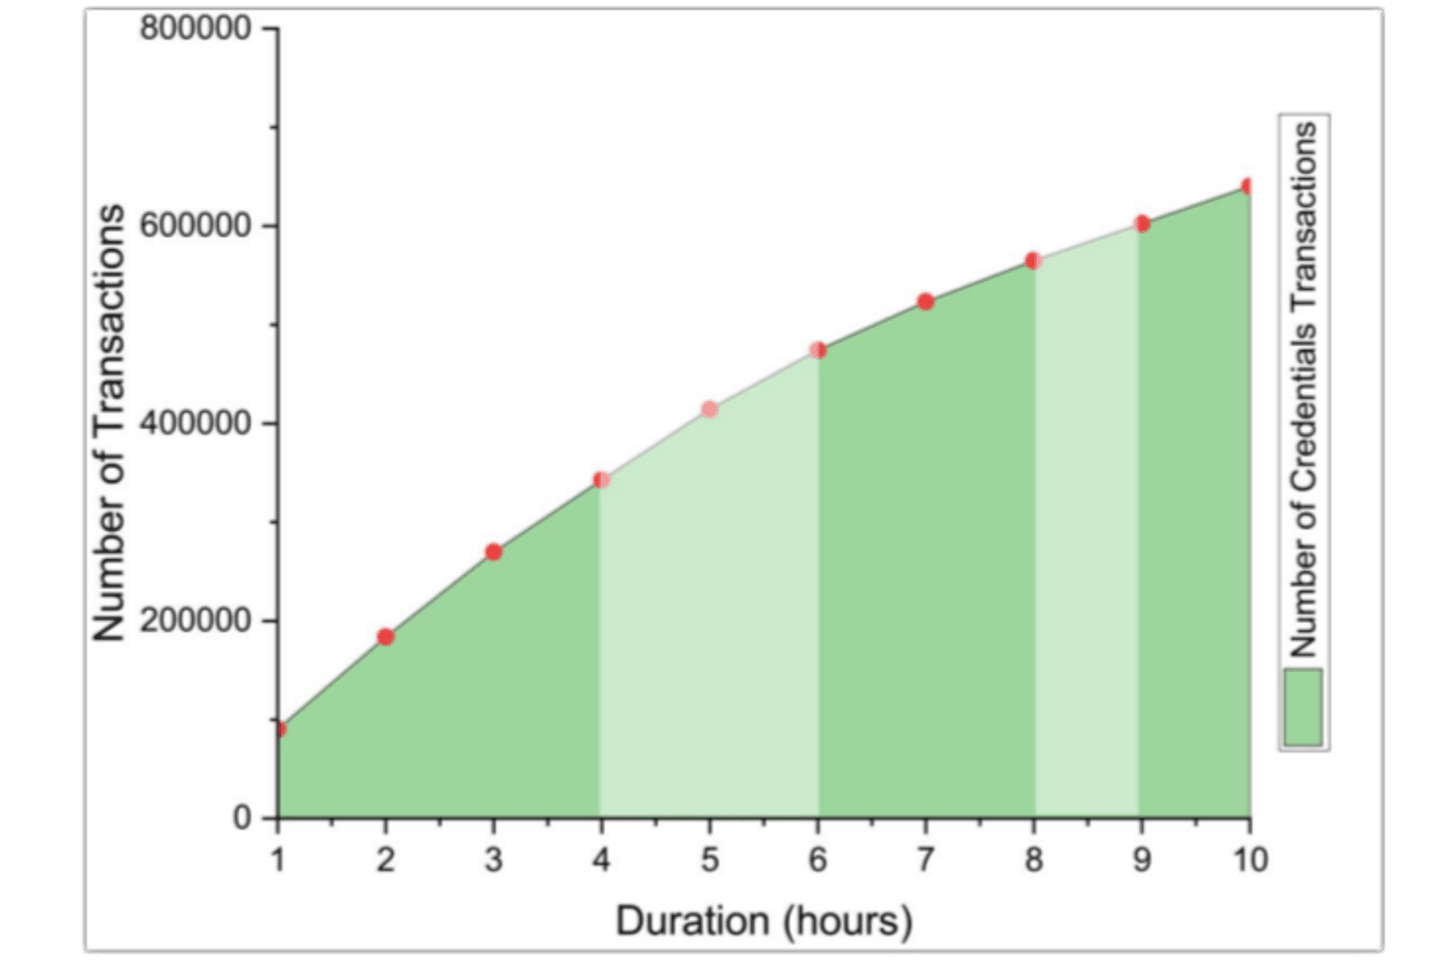 800000
600000
400000
200000
0
Number of Transactions
1 2 3 4 5 6 7 8 9 10
Duration (hours)
Number of Credentials Transactions